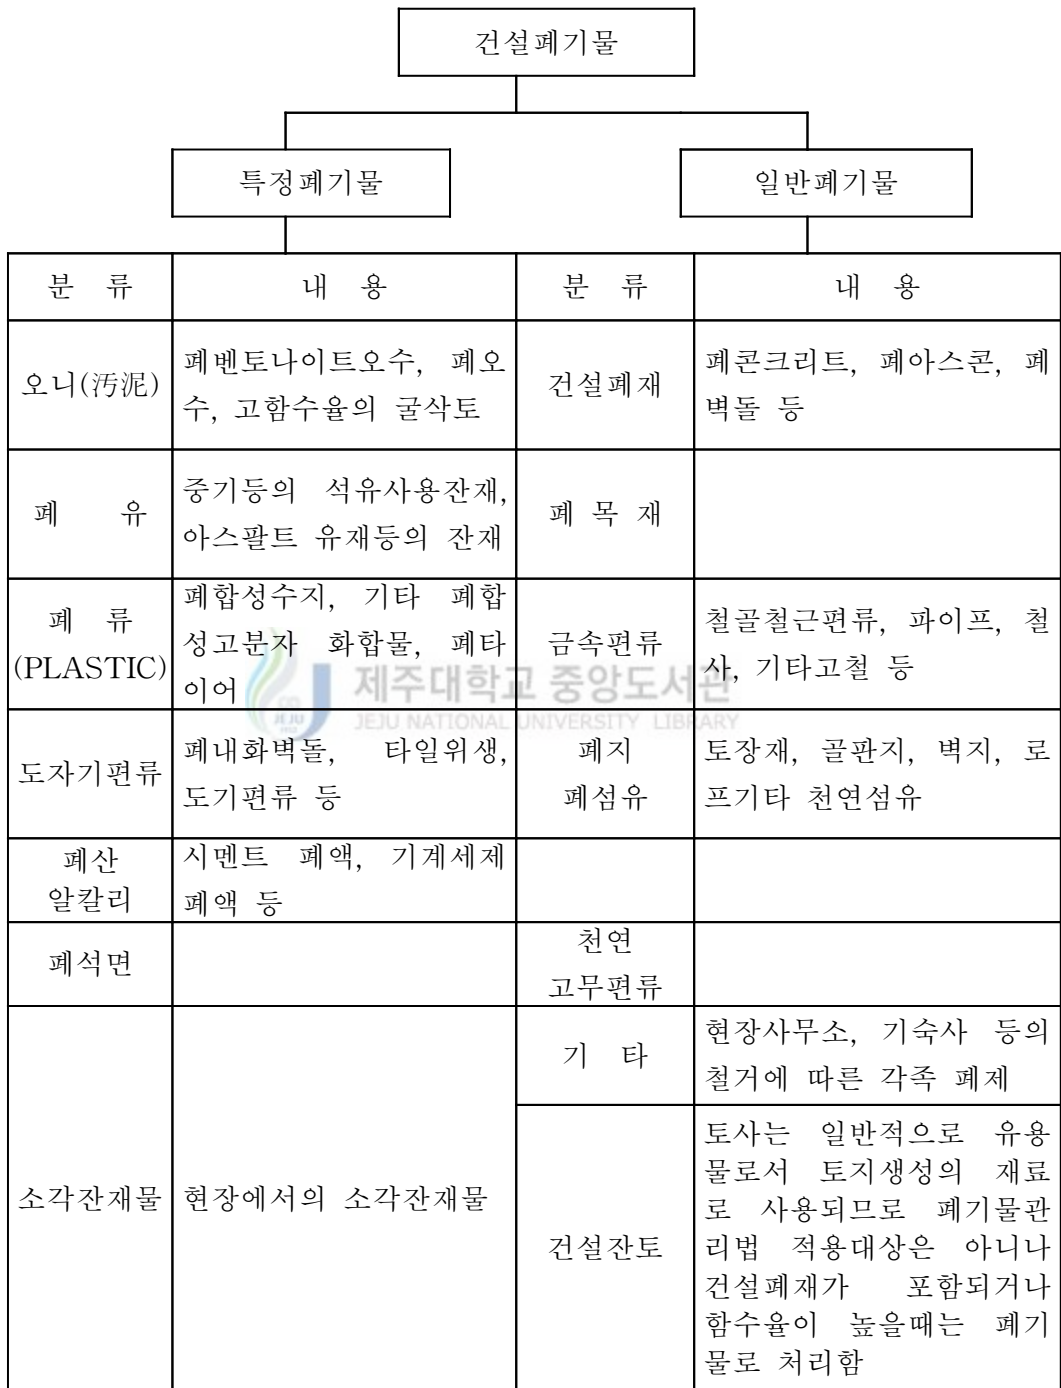 건설폐기물
특정폐기물
일반폐기물
분 류
내 용
분 류
내 용
오니(汚泥)
폐벤토나이트오수, 폐오
수, 고함수율의 굴삭토
건설폐재
폐콘크리트, 폐아스콘, 폐
벽돌 등
폐 유
중기등의 석유사용잔재,
아스팔트 유재등의 잔재
폐 목 재
폐 류
(PLASTIC)
폐합성수지, 기타 폐합
성고분자 화합물, 폐타
이어
금속편류
철골철근편류, 파이프, 철
사, 기타고철 등
제주대학교 중앙도서관
JEJU NATIONAL UNIVERSITY LIBRARY
JEJU
1952
도자기편류
폐내화벽돌, 타일위생,
도기편류 등
폐지
폐섬유
토장재, 골판지, 벽지, 로
프기타 천연섬유
폐산
알칼리
시멘트 폐액, 기계세제
폐액 등
폐석면
천연
고무편류
소각잔재물
현장에서의 소각잔재물
기 타
현장사무소, 기숙사 등의
철거에 따른 각족 폐제
건설잔토
토사는 일반적으로 유용
물로서 토지생성의 재료
로 사용되므로 폐기물관
리법 적용대상은 아니나
건설폐재가 포함되거나
함수율이 높을때는 폐기
물로 처리함